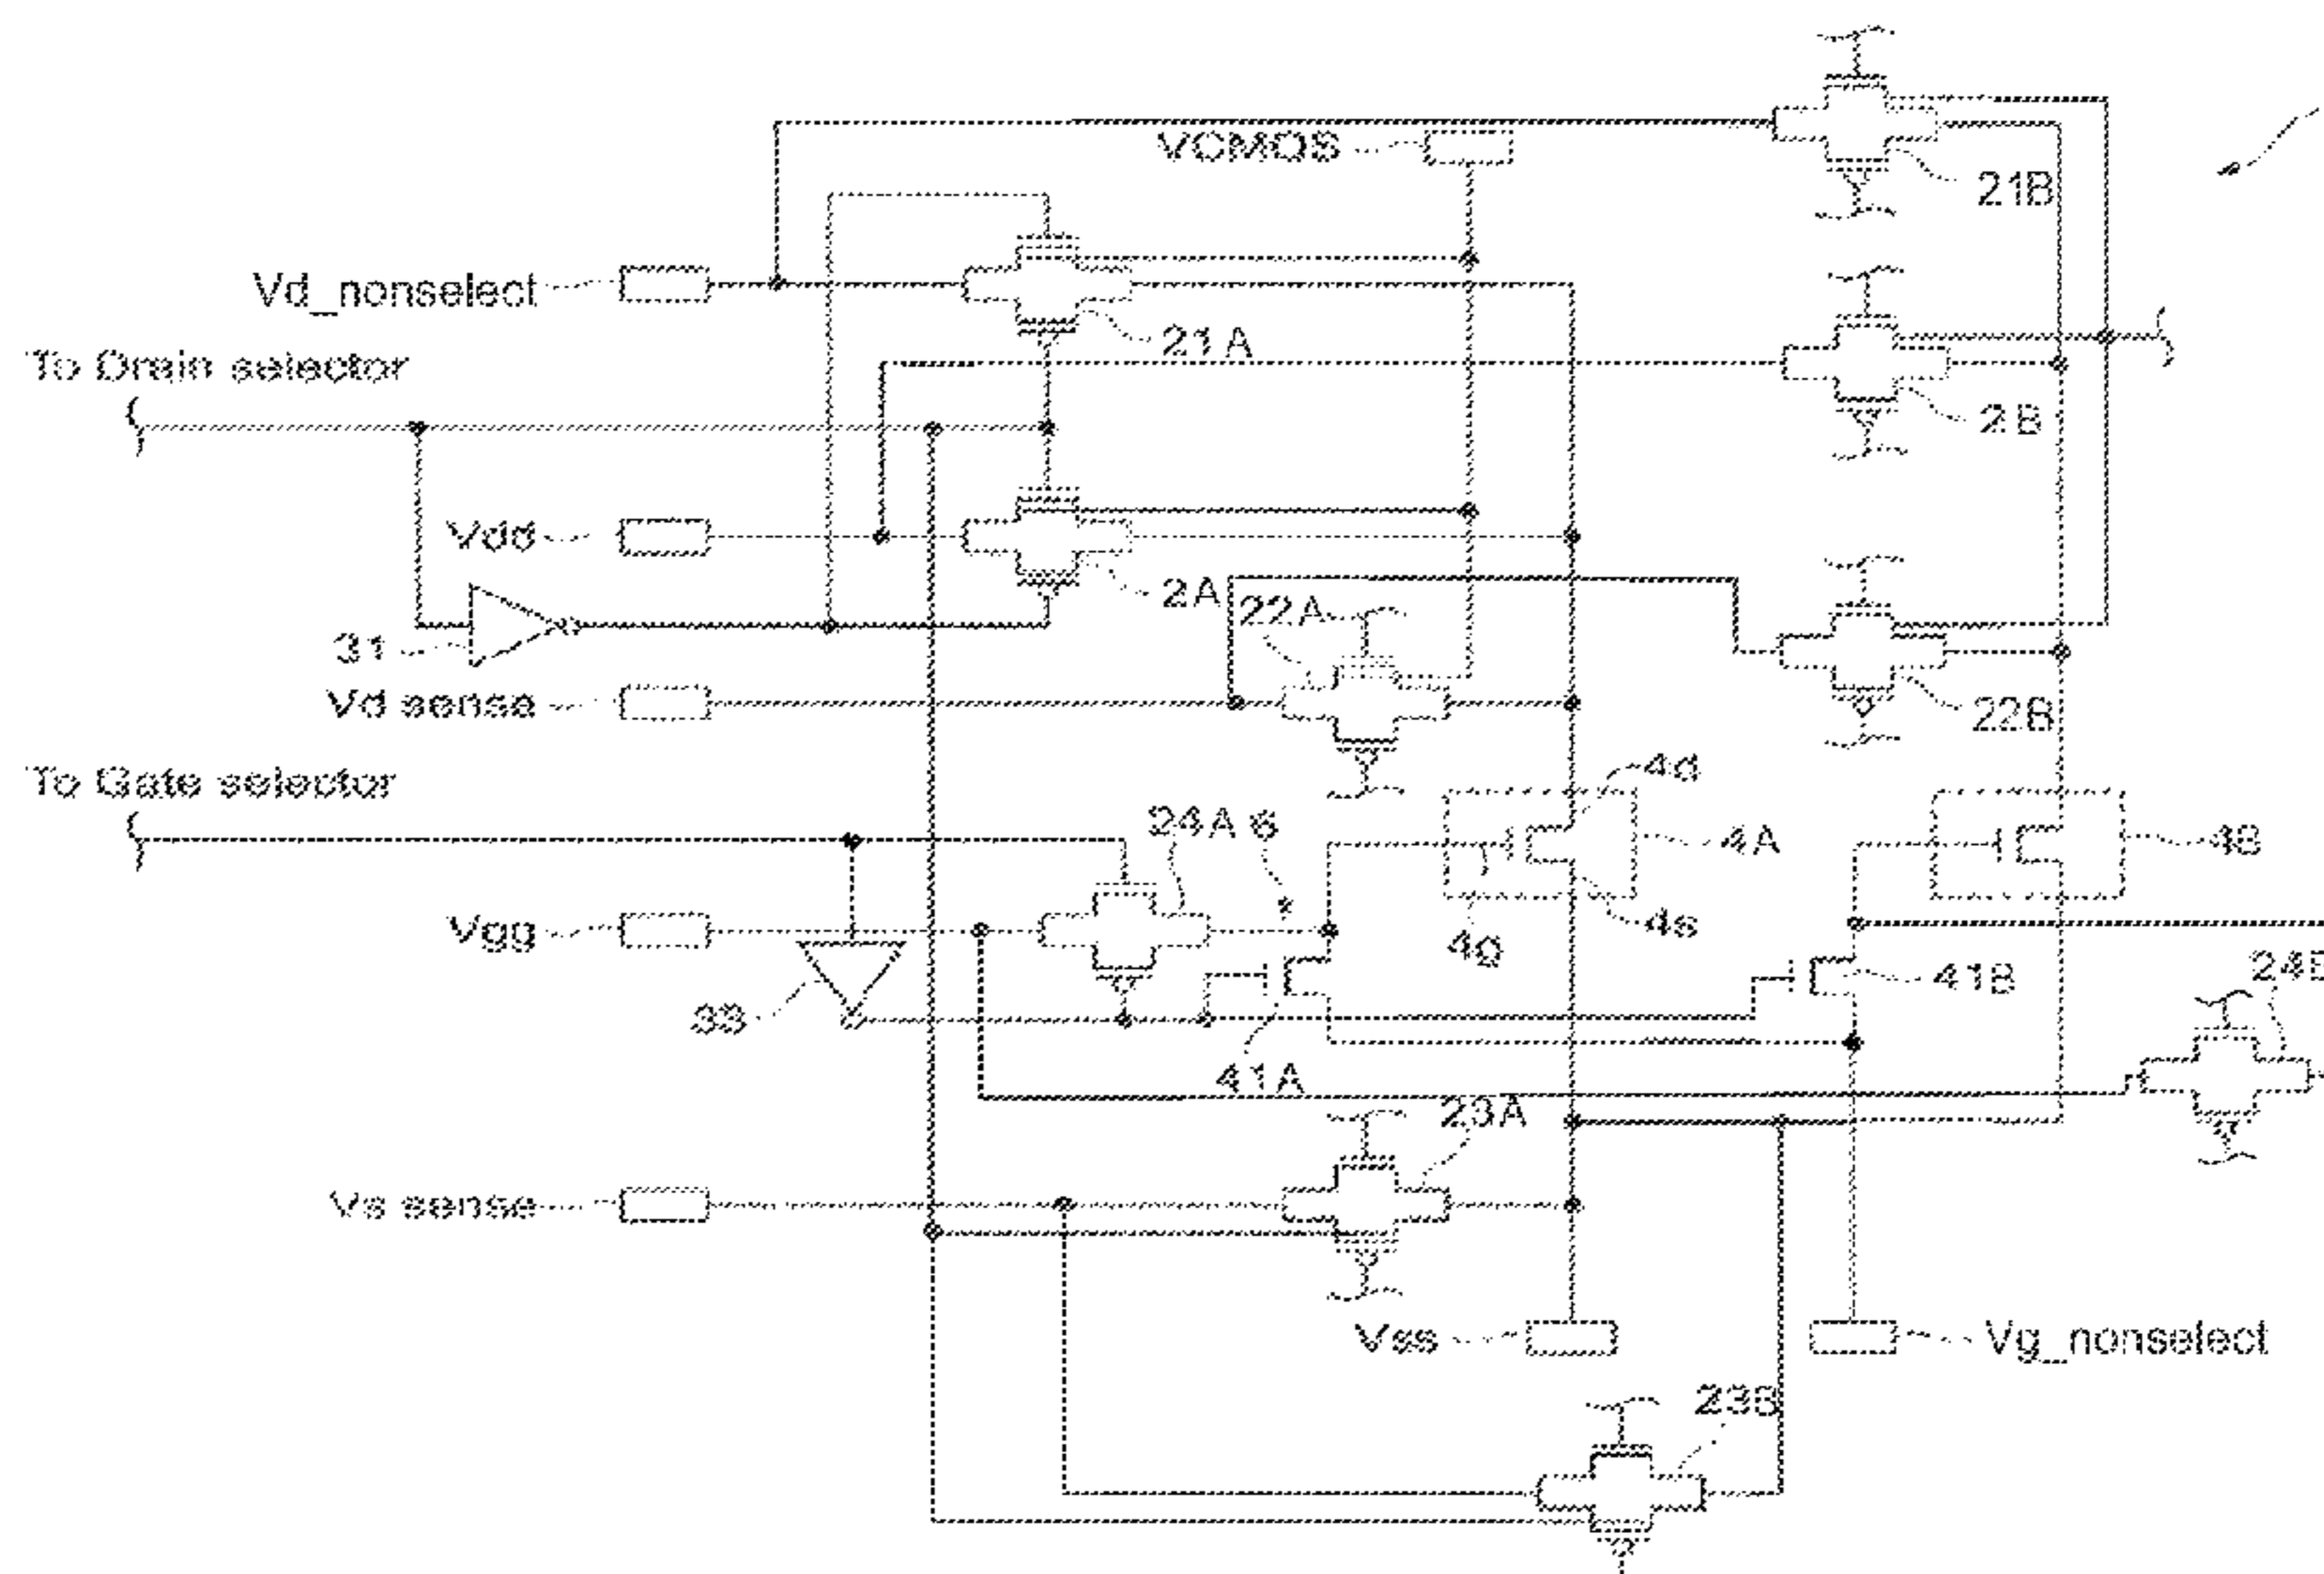 VCMOS
21B
Vd_nonselect
21A
To Drain selector
2B
Vdd
2A
22A
31
Vd sense
22B
To Gate selector
4d
24A
6
4A
4B
Vgg
4g
4s
41B
24B
33
41A
23A
Vs sense
Vss
Vg_nonselect
23B